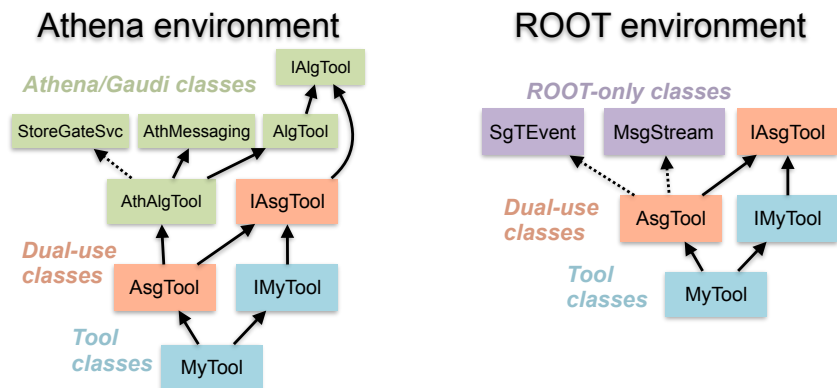 Athena environment
IAlgTool
Athena/Gaudi classes
StoreGateSvc
AthMessaging
AlgTool
AthAlgTool
IAsgTool
Dual-use
classes
AsgTool
IMyTool
Tool
classes
MyTool
ROOT environment
ROOT-only classes
SgTEvent
MsgStream
IAsgTool
Dual-use
classes
AsgTool
IMyTool
Tool
classes
MyTool